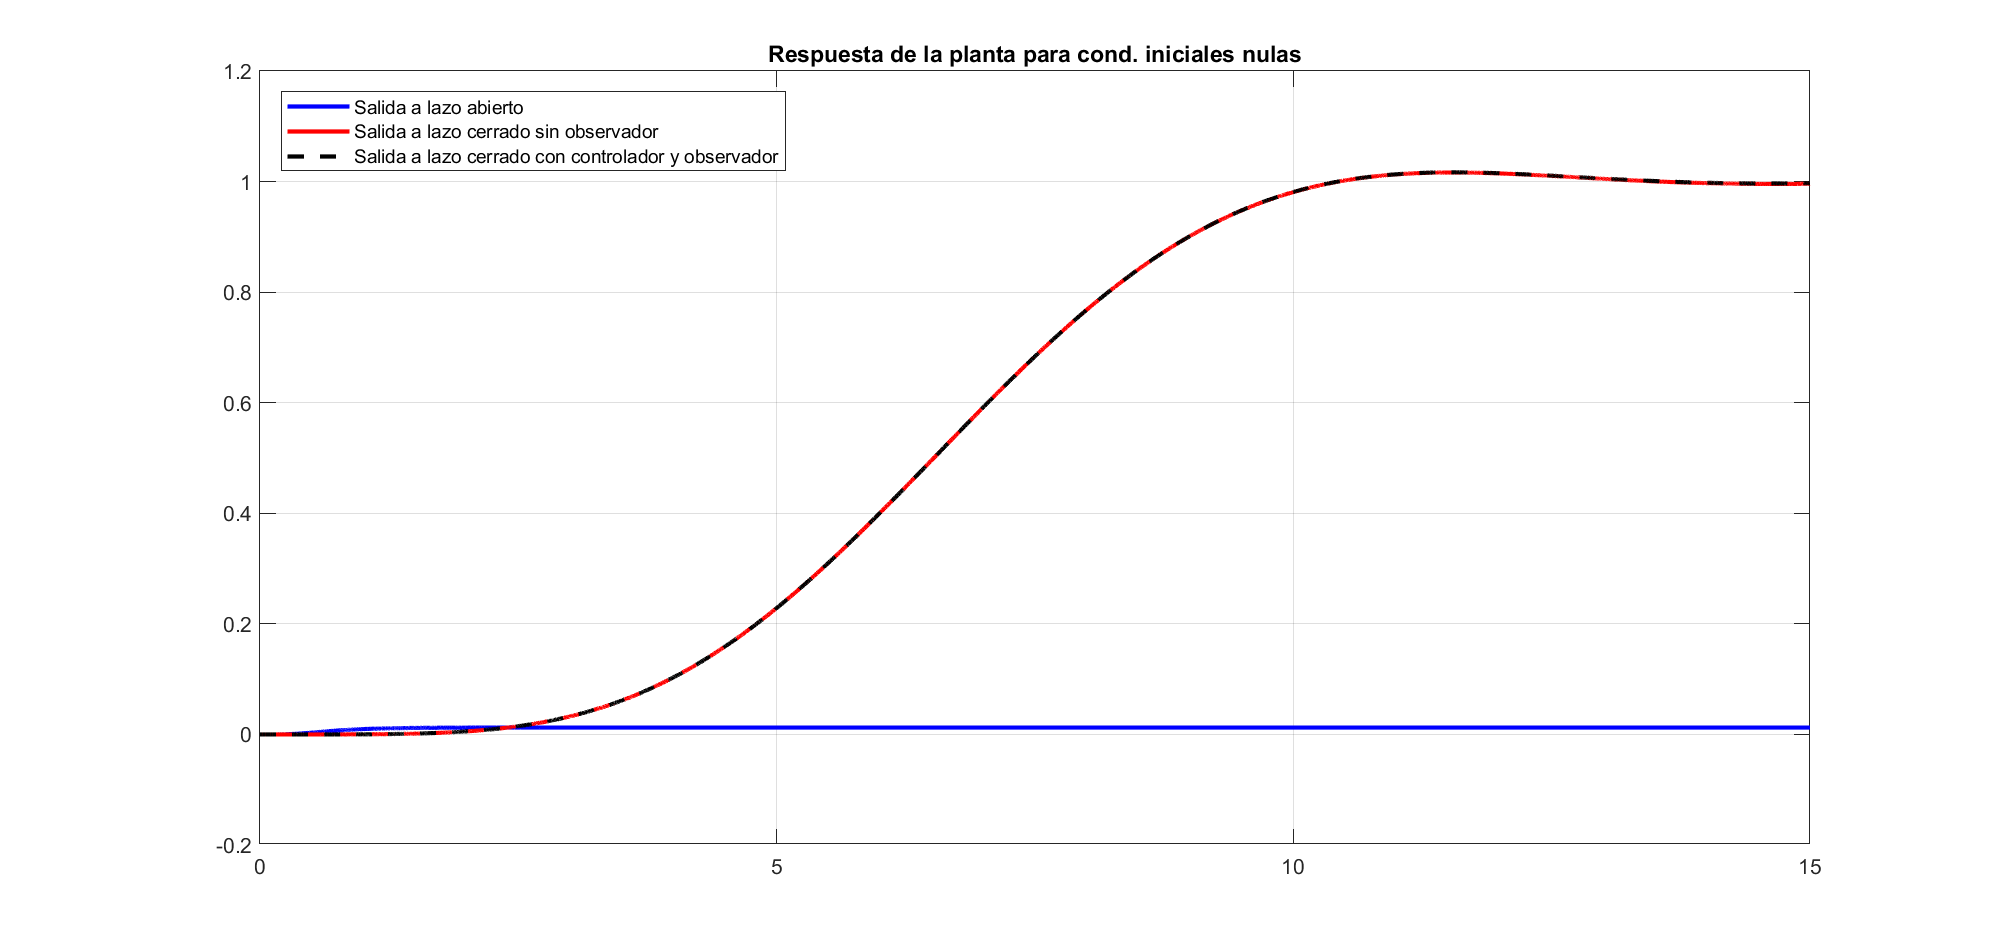 Respuesta de la planta para cond. iniciales nulas
1.2
Salida a lazo abierto
Salida a lazo cerrado sin observador
Salida a lazo cerrado con controlador y observador
1
0.8
0.6
0.4
0.2
0
-0.2
0 5 10 15